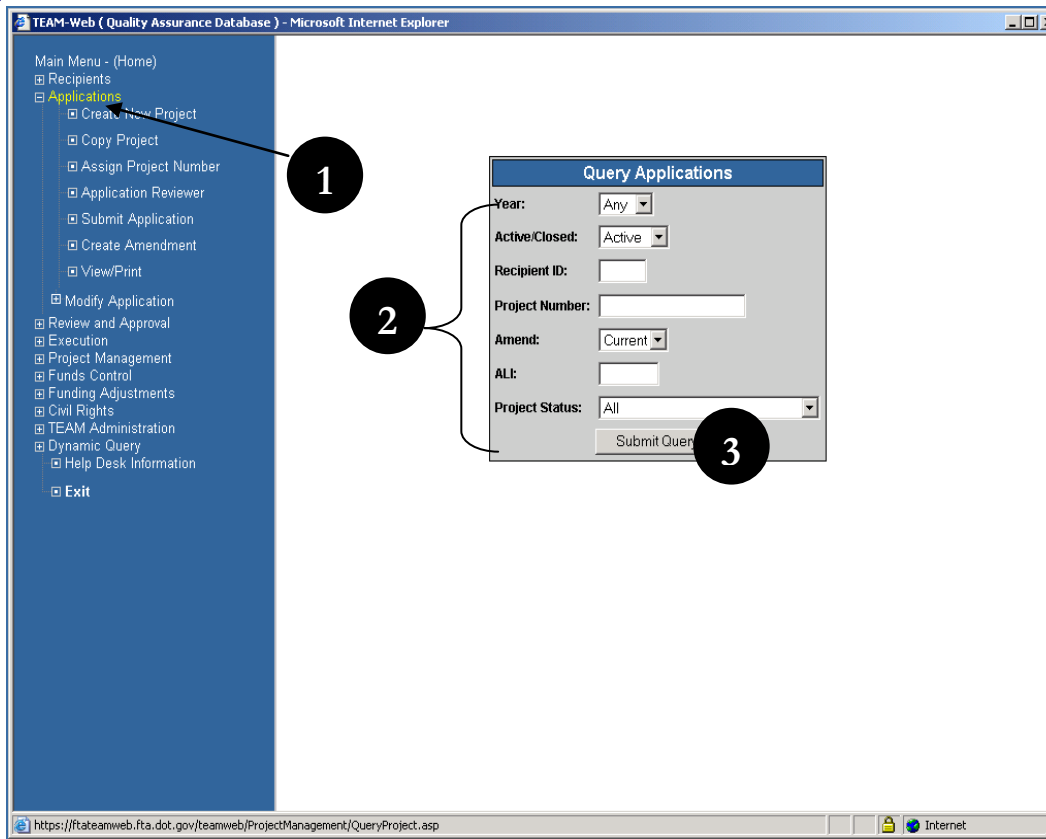 TEAM-Web ( Quality Assurance Database ) - Microsoft Internet Explorer
Main Menu - (Home)
Recipients
Applications
Create New Project
Copy Project
Assign Project Number
Application Reviewer
Submit Application
Create Amendment
View/Print
Modify Application
Review and Approval
Execution
Project Management
Funds Control
Funding Adjustments
Civil Rights
TEAM Administration
Dynamic Query
Help Desk Information
Exit
1
2
Query Applications
Year: Any
Active/Closed: Active
Recipient ID:
Project Number:
Amend: Current
ALI:
Project Status: All
Submit Query
3
https://ftateamweb.fta.dot.gov/teamweb/ProjectManagement/QueryProject.asp
Internet